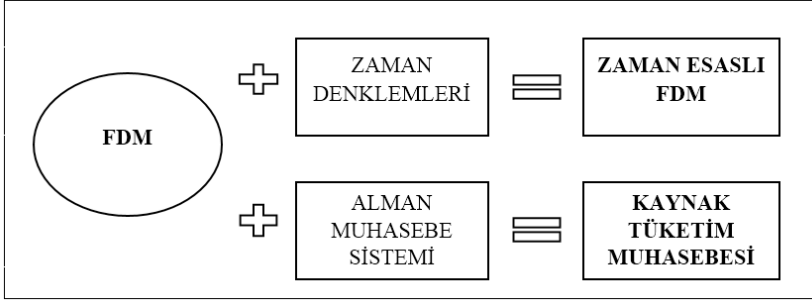 FDM
ZAMAN
DENKLEMLERİ
ZAMAN ESASLI
FDM
ALMAN
MUHASEBE
SİSTEMİ
KAYNAK
TÜKETİM
MUHASEBESİ